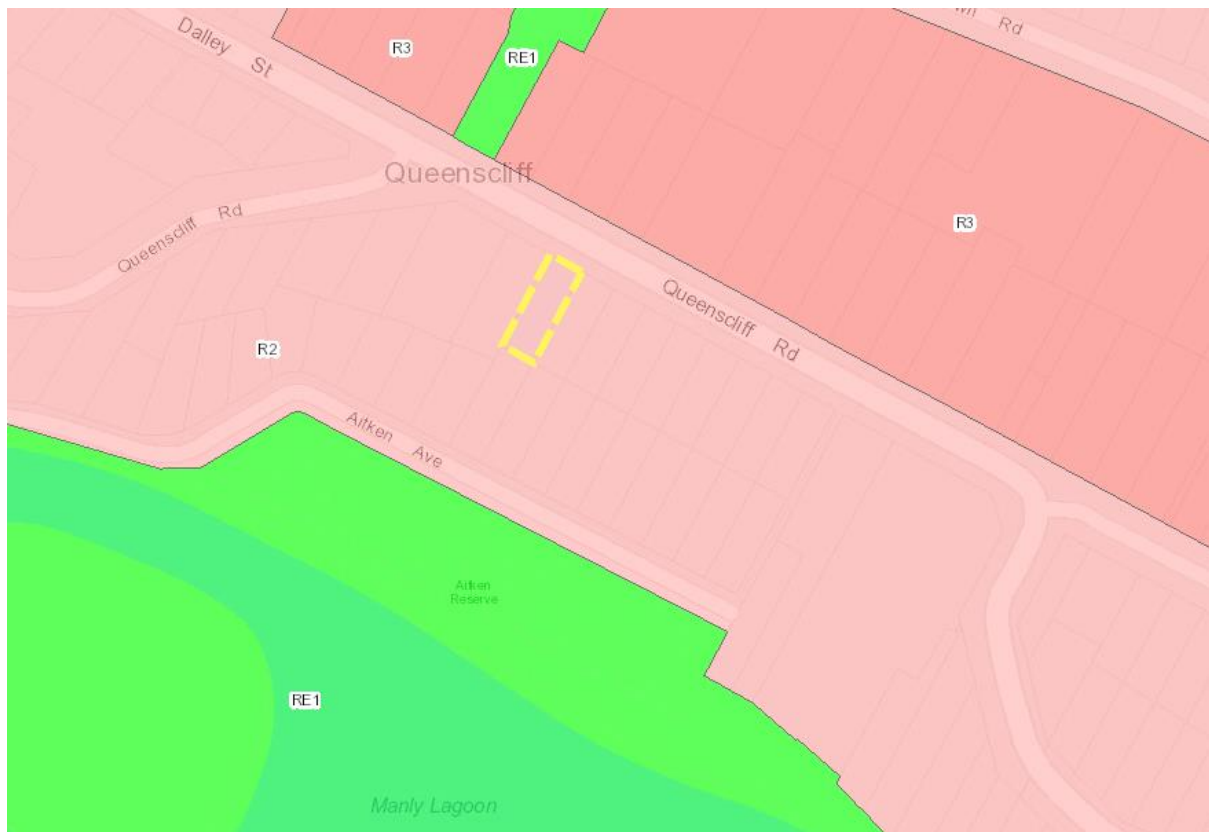 Dalley St
R3
RE1
Rd
Queenscliff
Queenscliff Rd
R3
Queenscliff Rd
R2
Aitken Ave
Aitken
Reserve
RE1
Manly Lagoon